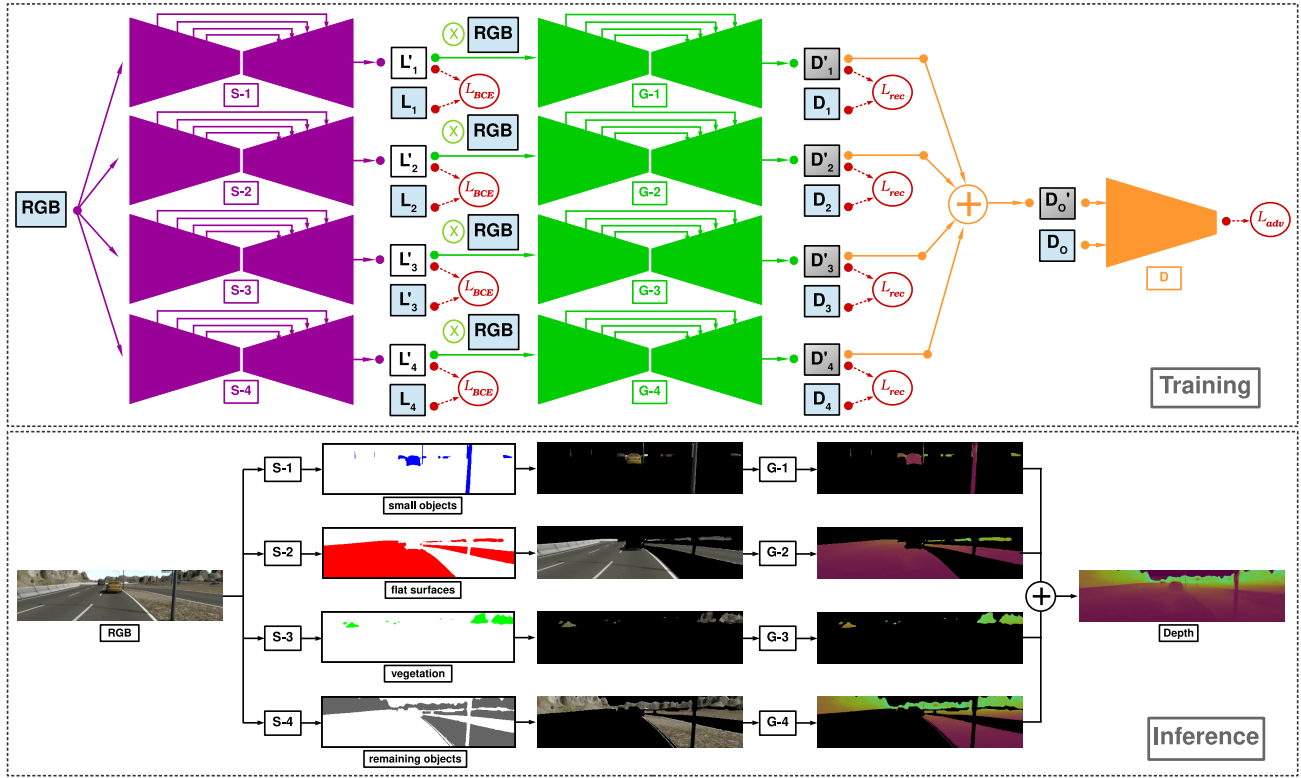 RGB
S-1
L'1
L1
LBCE
X
RGB
G-1
D'1
D1
Lrec
S-2
L'2
L2
LBCE
X
RGB
G-2
D'2
D2
Lrec
S-3
L'3
L'3
LBCE
X
RGB
G-3
D'3
D3
Lrec
S-4
L'4
L4
LBCE
X
RGB
G-4
D'4
D4
Lrec
+
DO'
DO
D
Ladv
Training
RGB
S-1
small objects
G-1
S-2
flat surfaces
G-2
S-3
vegetation
G-3
S-4
remaining objects
G-4
+
Depth
Inference